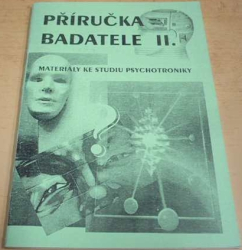 PŘÍRUČKA
BADATELE II.
MATERIÁLY KE STUDIU PSYCHOTRONIKY